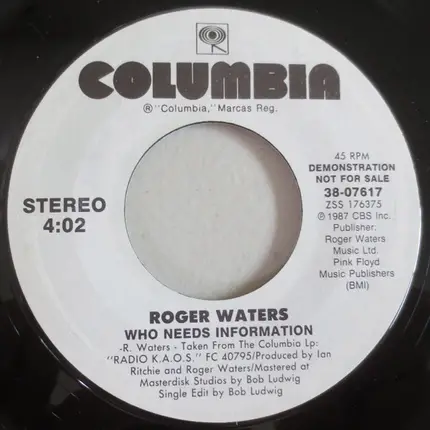 COLUMBIA
® "Columbia," Marcas Reg.
45 RPM
DEMONSTRATION
NOT FOR SALE
38-07617
ZSS 176375
℗ 1987 CBS Inc.
Publisher:
Roger Waters
Music Ltd.
Pink Floyd
Music Publishers
(BMI)
STEREO
4:02
ROGER WATERS
WHO NEEDS INFORMATION
-R. Waters - Taken From The Columbia Lp:
"RADIO K.A.O.S." FC 40795/Produced by Ian
Ritchie and Roger Waters/Mastered at
Masterdisk Studios by Bob Ludwig
Single Edit by Bob Ludwig